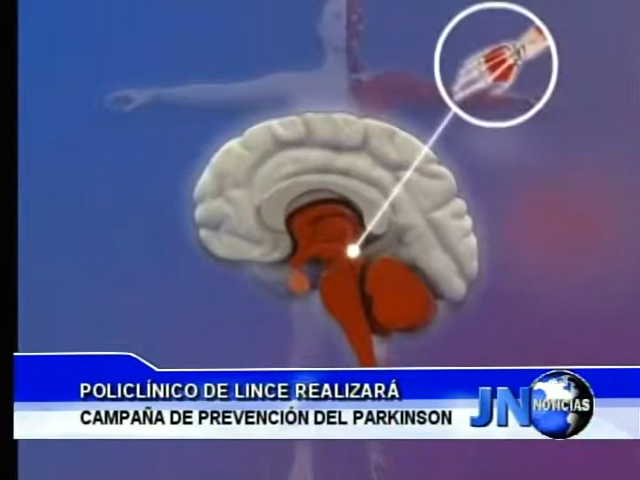 POLICLÍNICO DE LINCE REALIZARÁ
CAMPAÑA DE PREVENCIÓN DEL PARKINSON
JN NOTICIAS